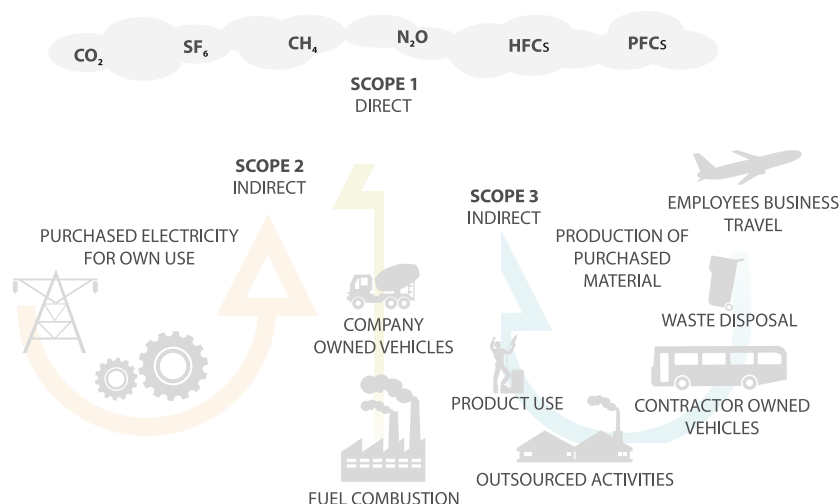 CO₂
SF₆
CH₄
N₂O
HFCs
PFCs
SCOPE 1
DIRECT
SCOPE 2
INDIRECT
SCOPE 3
INDIRECT
PURCHASED ELECTRICITY
FOR OWN USE
COMPANY
OWNED VEHICLES
FUEL COMBUSTION
PRODUCT USE
OUTSOURCED ACTIVITIES
PRODUCTION OF
PURCHASED
MATERIAL
EMPLOYEES BUSINESS
TRAVEL
WASTE DISPOSAL
CONTRACTOR OWNED
VEHICLES